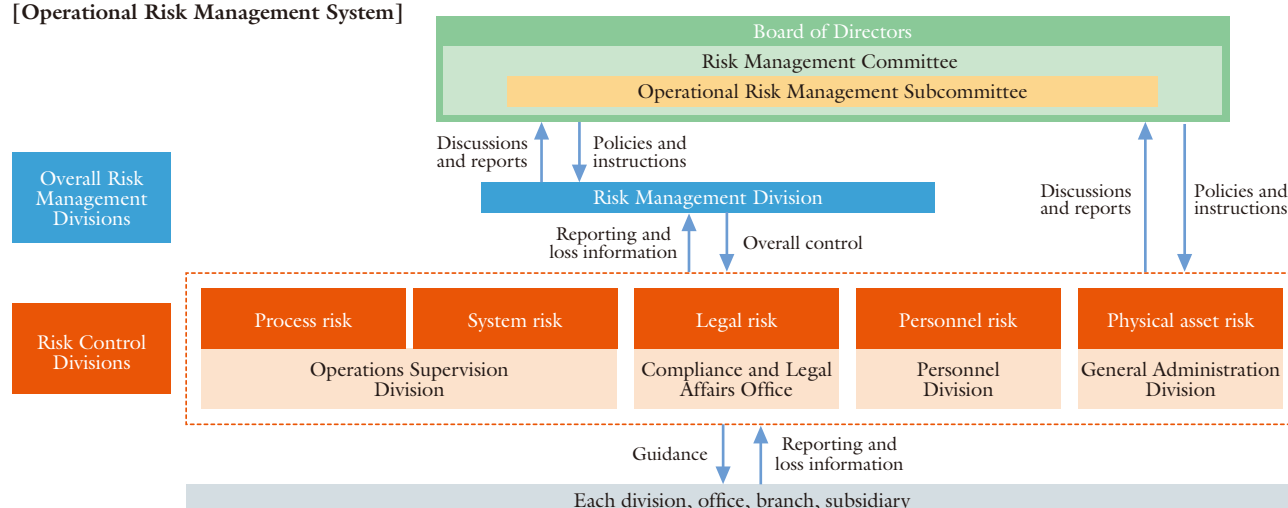 [Operational Risk Management System]
Board of Directors
Risk Management Committee
Operational Risk Management Subcommittee
Discussions
and reports
Policies and
instructions
Overall Risk
Management
Divisions
Risk Management Division
Discussions
and reports
Policies and
instructions
Reporting and
loss information
Overall control
Risk Control
Divisions
Process risk
System risk
Legal risk
Personnel risk
Physical asset risk
Operations Supervision
Division
Compliance and Legal
Affairs Office
Personnel
Division
General Administration
Division
Guidance
Reporting and
loss information
Each division, office, branch, subsidiary